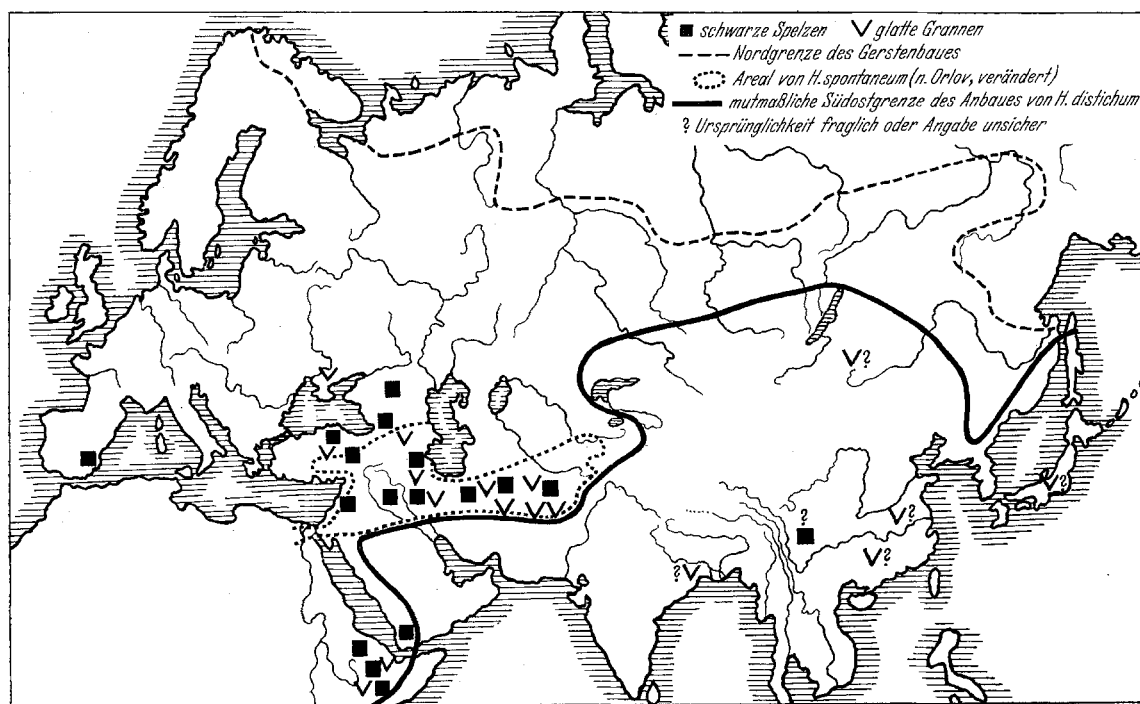 ■ schwarze Spelzen V glatte Grannen
Nordgrenze des Gerstenbaues
Areal von H. spontaneum (n. Orlov, verändert)
mutmaßliche Südostgrenze des Anbaues von H. distichum
? Ursprünglichkeit fraglich oder Angabe unsicher
?
?
?
?
?
?